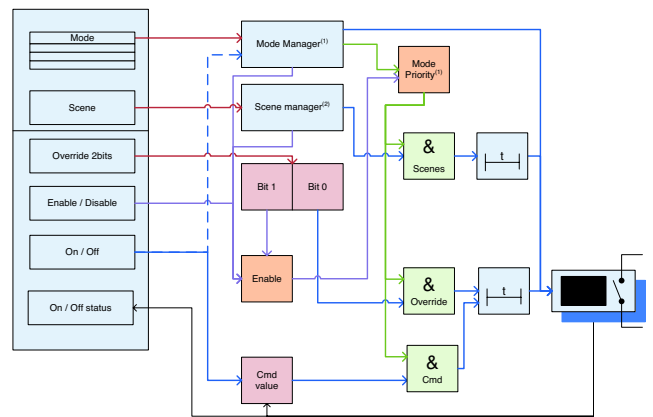 Mode
Mode Manager(1)
Mode
Priority(1)
Scene
Scene manager(2)
&
Scenes
t
Override 2bits
Bit 1
Bit 0
Enable / Disable
On / Off
Enable
&
Override
t
On / Off status
Cmd
value
&
Cmd